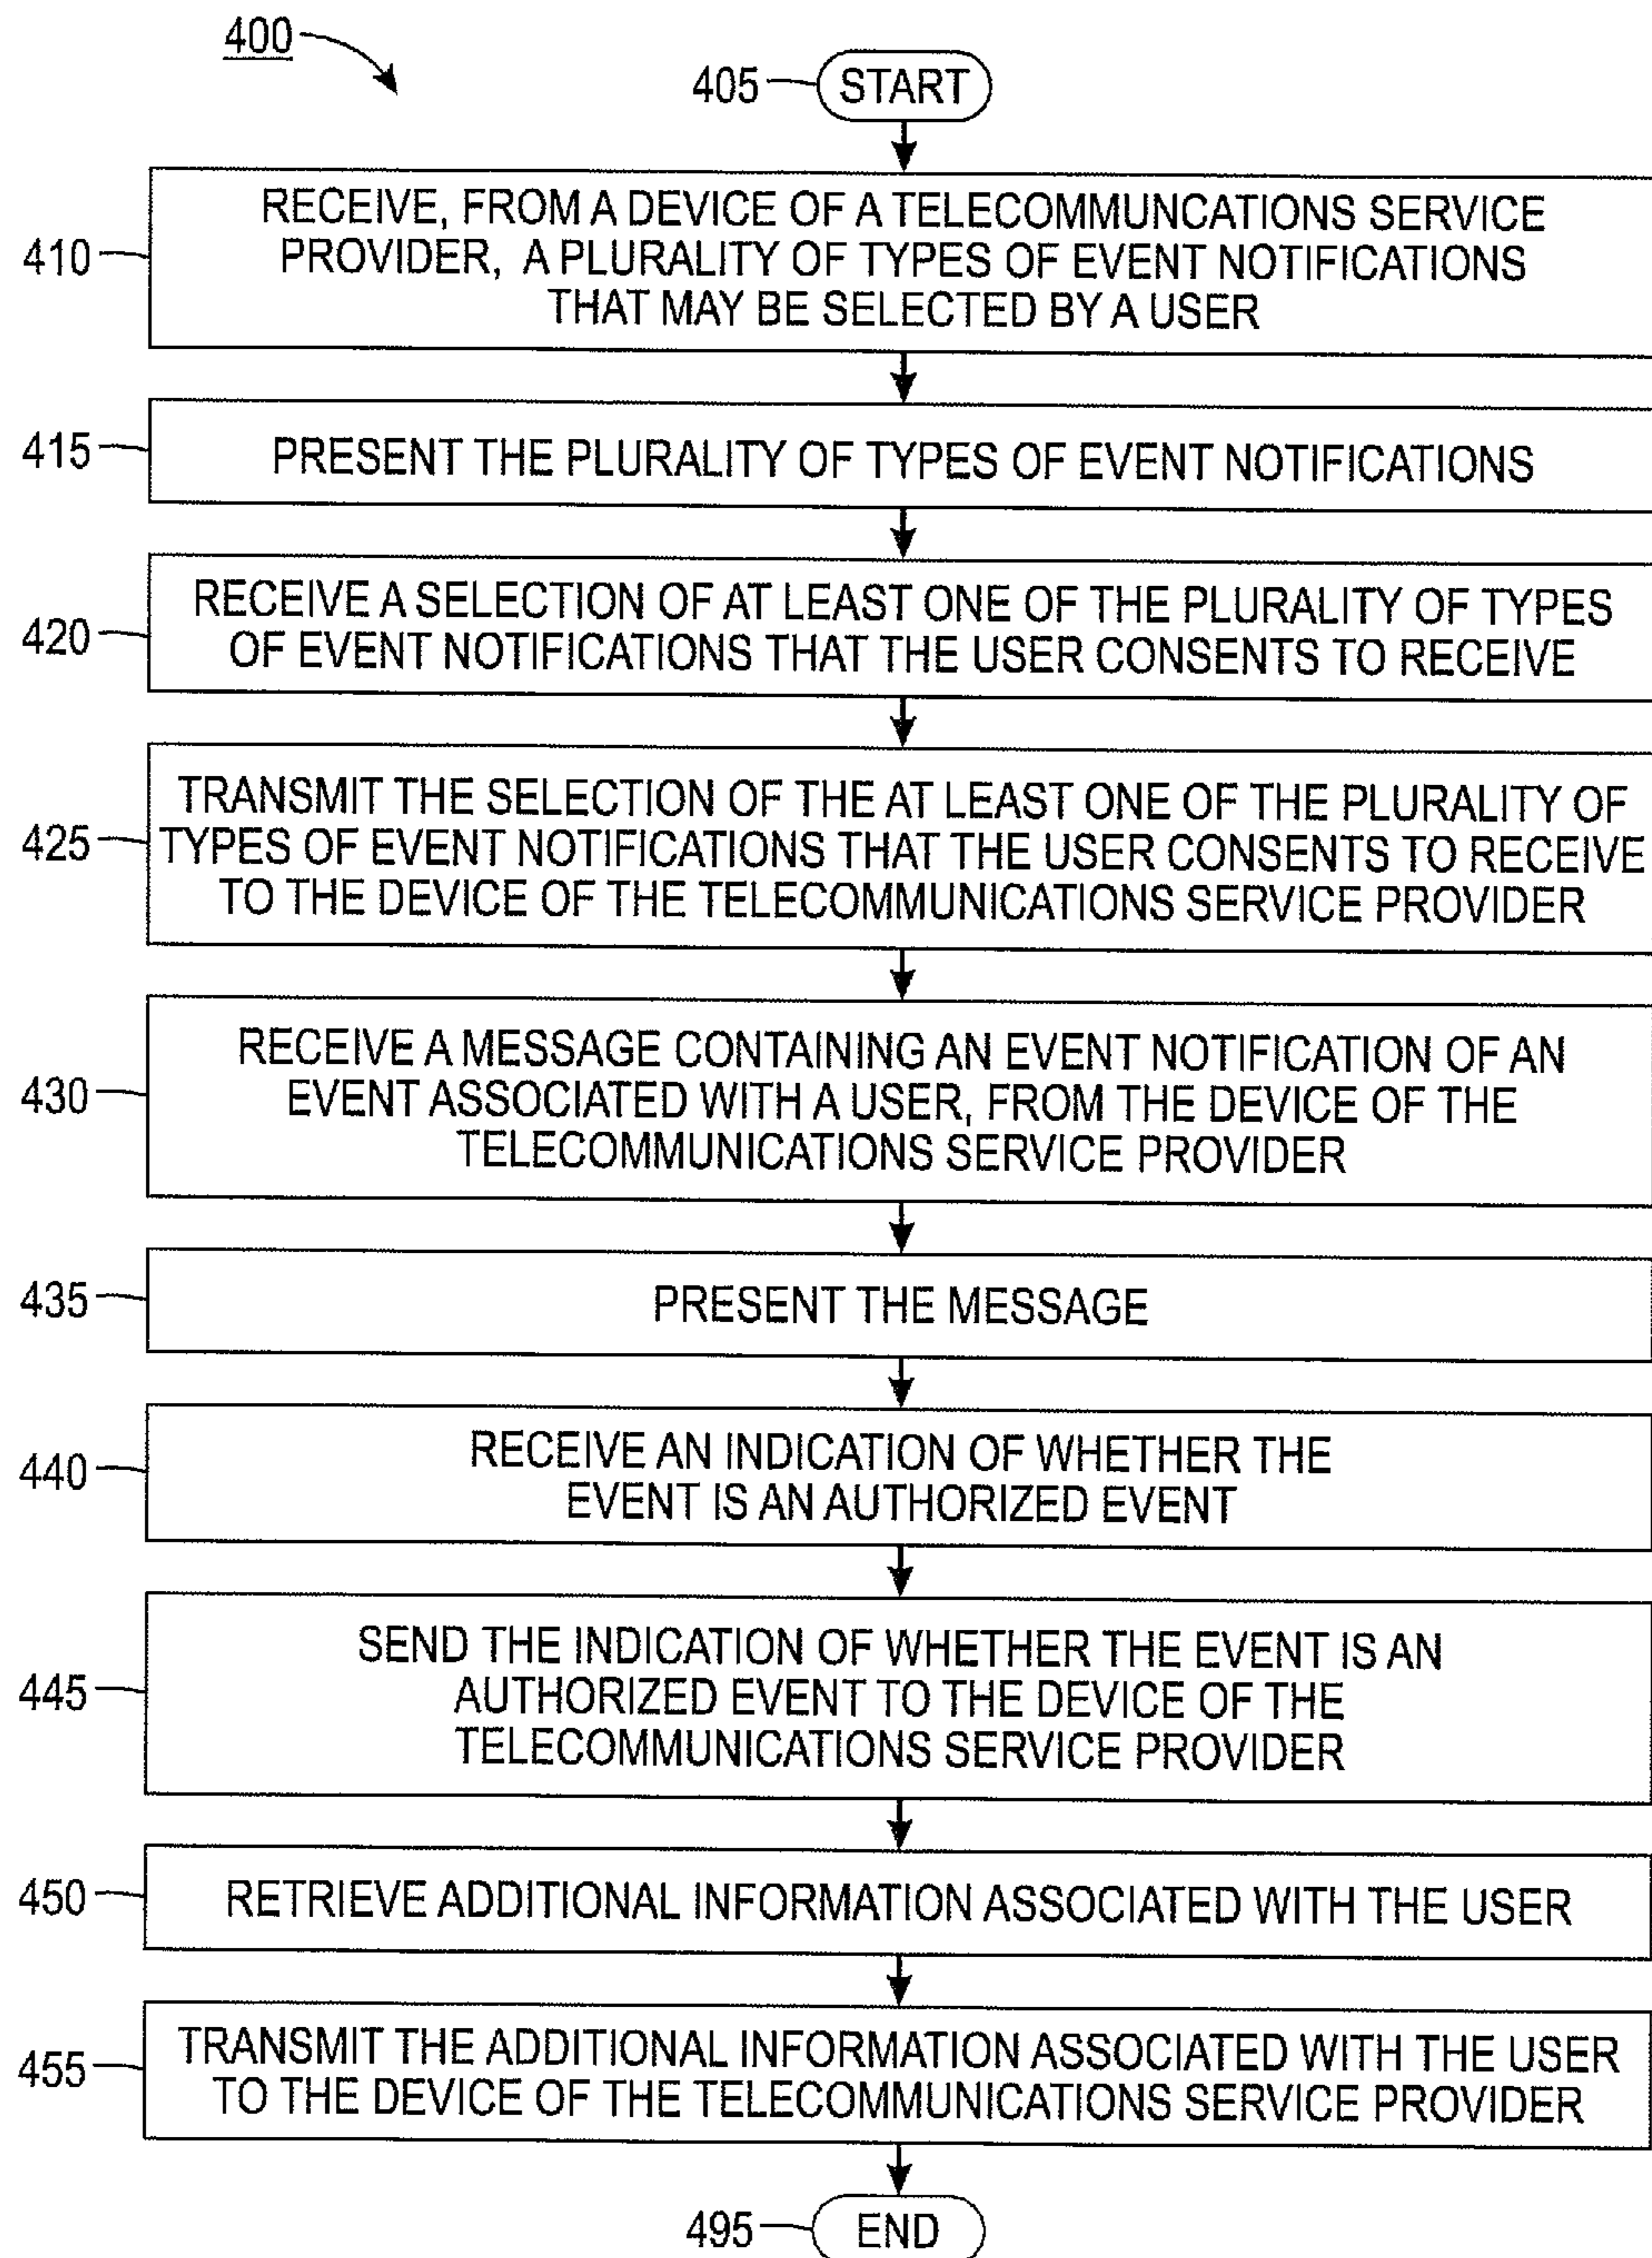 400
405 START
410 RECEIVE, FROM A DEVICE OF A TELECOMMUNCATIONS SERVICE
PROVIDER, A PLURALITY OF TYPES OF EVENT NOTIFICATIONS
THAT MAY BE SELECTED BY A USER
415 PRESENT THE PLURALITY OF TYPES OF EVENT NOTIFICATIONS
420 RECEIVE A SELECTION OF AT LEAST ONE OF THE PLURALITY OF TYPES
OF EVENT NOTIFICATIONS THAT THE USER CONSENTS TO RECEIVE
425 TRANSMIT THE SELECTION OF THE AT LEAST ONE OF THE PLURALITY OF
TYPES OF EVENT NOTIFICATIONS THAT THE USER CONSENTS TO RECEIVE
TO THE DEVICE OF THE TELECOMMUNICATIONS SERVICE PROVIDER
430 RECEIVE A MESSAGE CONTAINING AN EVENT NOTIFICATION OF AN
EVENT ASSOCIATED WITH A USER, FROM THE DEVICE OF THE
TELECOMMUNICATIONS SERVICE PROVIDER
435 PRESENT THE MESSAGE
440 RECEIVE AN INDICATION OF WHETHER THE
EVENT IS AN AUTHORIZED EVENT
445 SEND THE INDICATION OF WHETHER THE EVENT IS AN
AUTHORIZED EVENT TO THE DEVICE OF THE
TELECOMMUNICATIONS SERVICE PROVIDER
450 RETRIEVE ADDITIONAL INFORMATION ASSOCIATED WITH THE USER
455 TRANSMIT THE ADDITIONAL INFORMATION ASSOCIATED WITH THE USER
TO THE DEVICE OF THE TELECOMMUNICATIONS SERVICE PROVIDER
495 END